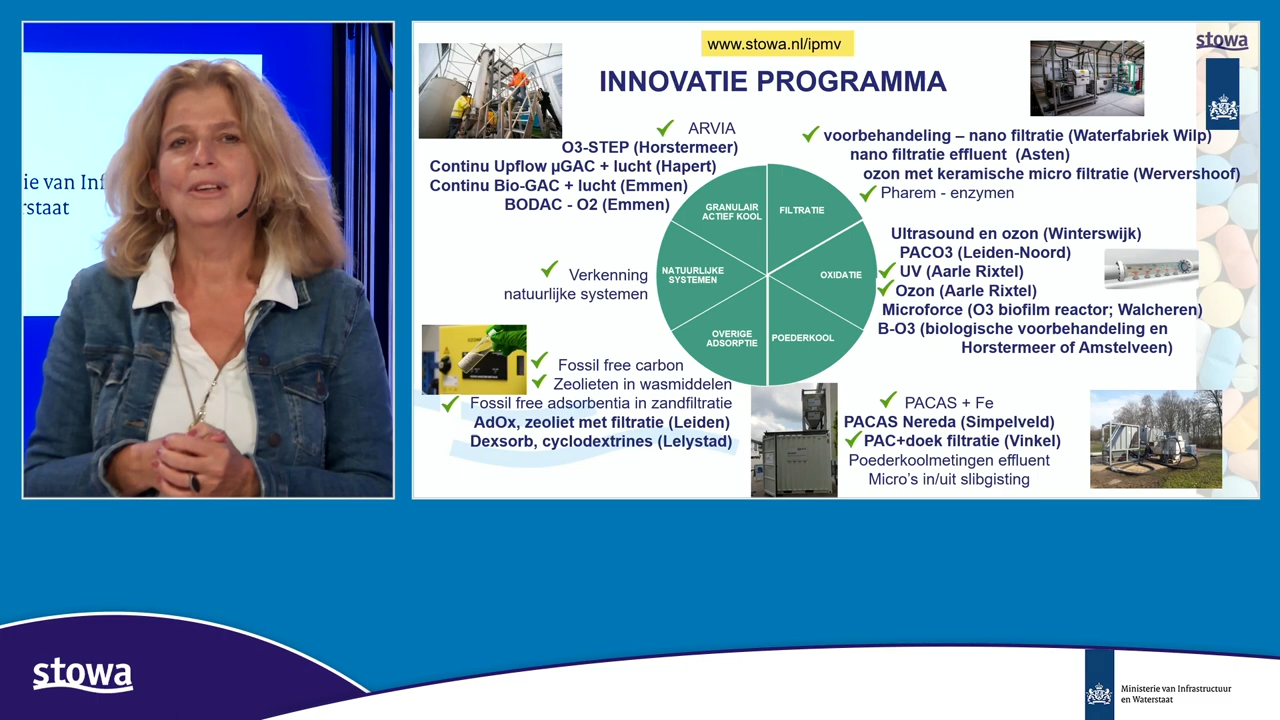 ie van Inf
rstaat
www.stowa.nl/ipmv
stowa
INNOVATIE PROGRAMMA
ARVIA
O3-STEP (Horstermeer)
Continu Upflow µGAC + lucht (Hapert)
Continu Bio-GAC + lucht (Emmen)
BODAC - O2 (Emmen)
voorbehandeling – nano filtratie (Waterfabriek Wilp)
nano filtratie effluent (Asten)
ozon met keramische micro filtratie (Wervershoof)
Pharem - enzymen
GRANULAIR
ACTIEF KOOL
FILTRATIE
NATUURLIJKE
SYSTEMEN
OXIDATIE
OVERIGE
ADSORPTIE
POEDERKOOL
Verkenning
natuurlijke systemen
Ultrasound en ozon (Winterswijk)
PACO3 (Leiden-Noord)
UV (Aarle Rixtel)
Ozon (Aarle Rixtel)
Microforce (O3 biofilm reactor; Walcheren)
B-O3 (biologische voorbehandeling en
Horstermeer of Amstelveen)
Fossil free carbon
Zeolieten in wasmiddelen
Fossil free adsorbentia in zandfiltratie
AdOx, zeoliet met filtratie (Leiden)
Dexsorb, cyclodextrines (Lelystad)
PACAS + Fe
PACAS Nereda (Simpelveld)
PAC+doek filtratie (Vinkel)
Poederkoolmetingen effluent
Micro's in/uit slibgisting
stowa
Ministerie van Infrastructuur
en Waterstaat